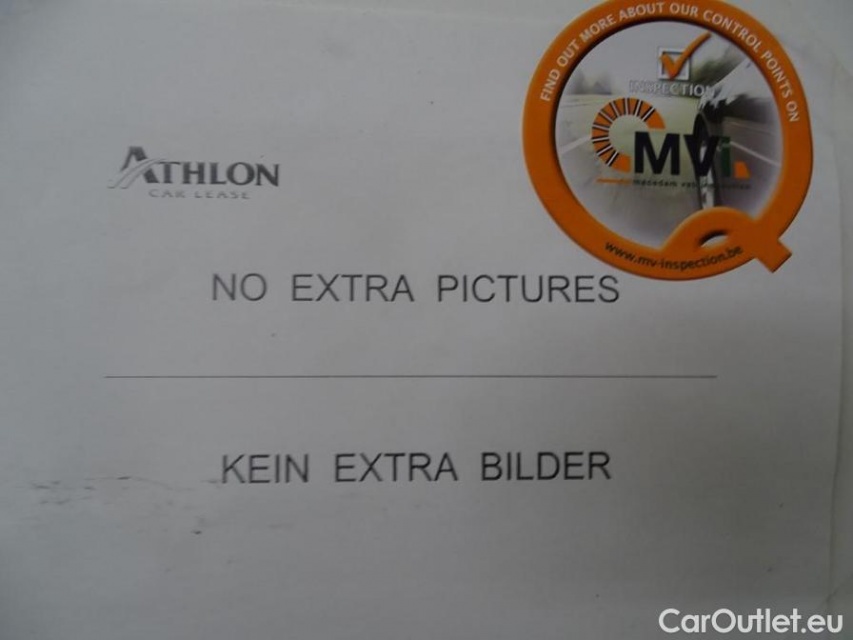 FIND OUT MORE ABOUT OUR CONTROL POINTS ON
INSPECTION
MVi
www.mv-inspection.be
ATHLON
CAR LEASE
NO EXTRA PICTURES
KEIN EXTRA BILDER
CarOutlet.eu